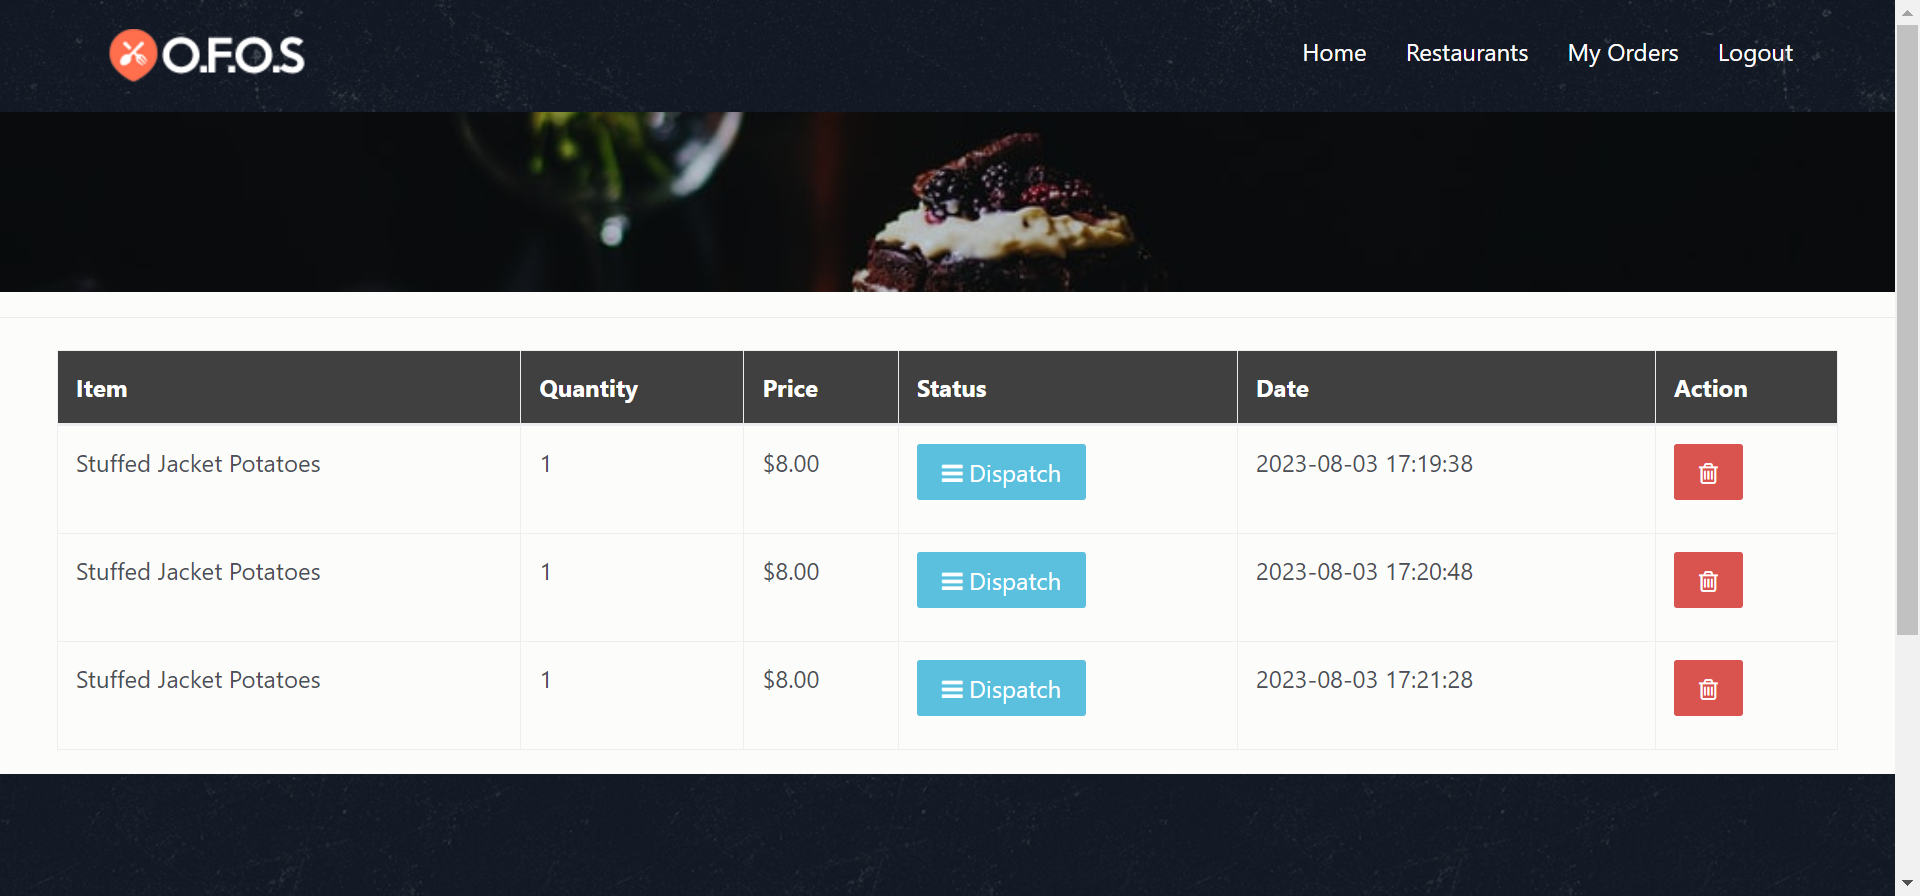 O.F.O.S
Home Restaurants My Orders Logout
Item Quantity Price Status Date Action
Stuffed Jacket Potatoes 1 $8.00 Dispatch 2023-08-03 17:19:38
Stuffed Jacket Potatoes 1 $8.00 Dispatch 2023-08-03 17:20:48
Stuffed Jacket Potatoes 1 $8.00 Dispatch 2023-08-03 17:21:28